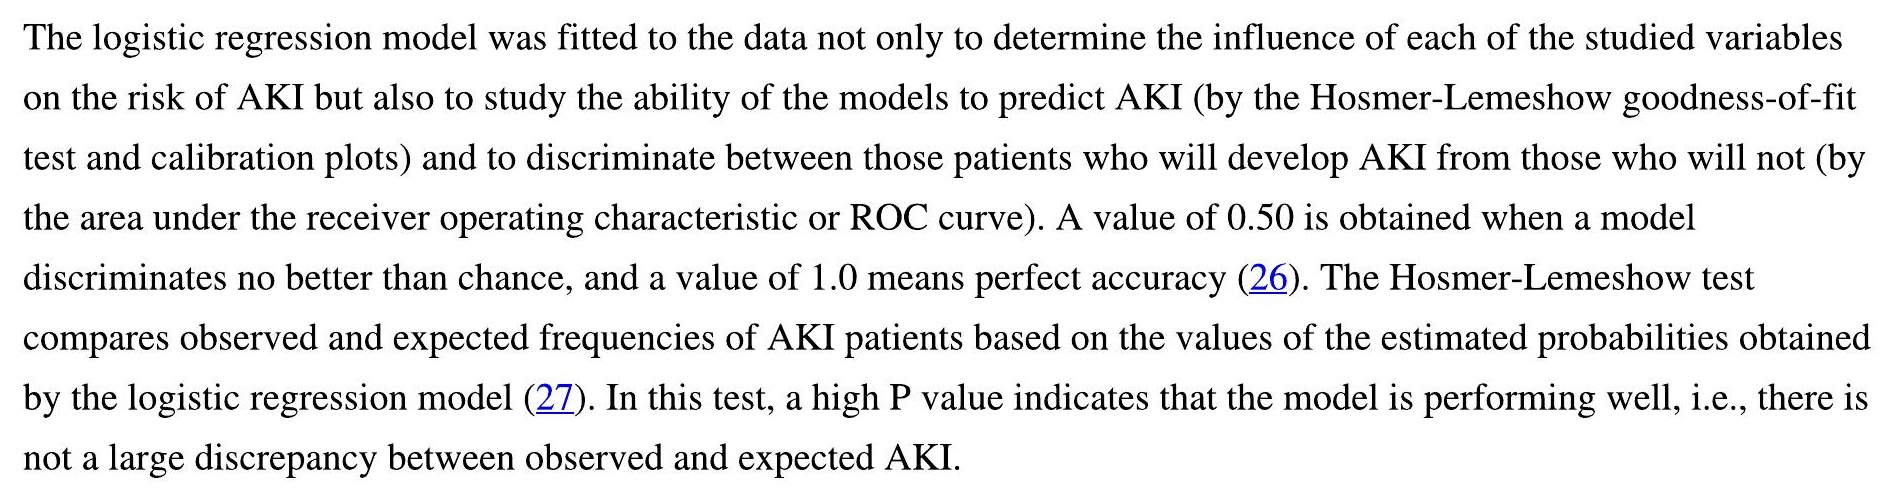 The logistic regression model was fitted to the data not only to determine the influence of each of the studied variables
on the risk of AKI but also to study the ability of the models to predict AKI (by the Hosmer-Lemeshow goodness-of-fit
test and calibration plots) and to discriminate between those patients who will develop AKI from those who will not (by
the area under the receiver operating characteristic or ROC curve). A value of 0.50 is obtained when a model
discriminates no better than chance, and a value of 1.0 means perfect accuracy (26). The Hosmer-Lemeshow test
compares observed and expected frequencies of AKI patients based on the values of the estimated probabilities obtained
by the logistic regression model (27). In this test, a high P value indicates that the model is performing well, i.e., there is
not a large discrepancy between observed and expected AKI.